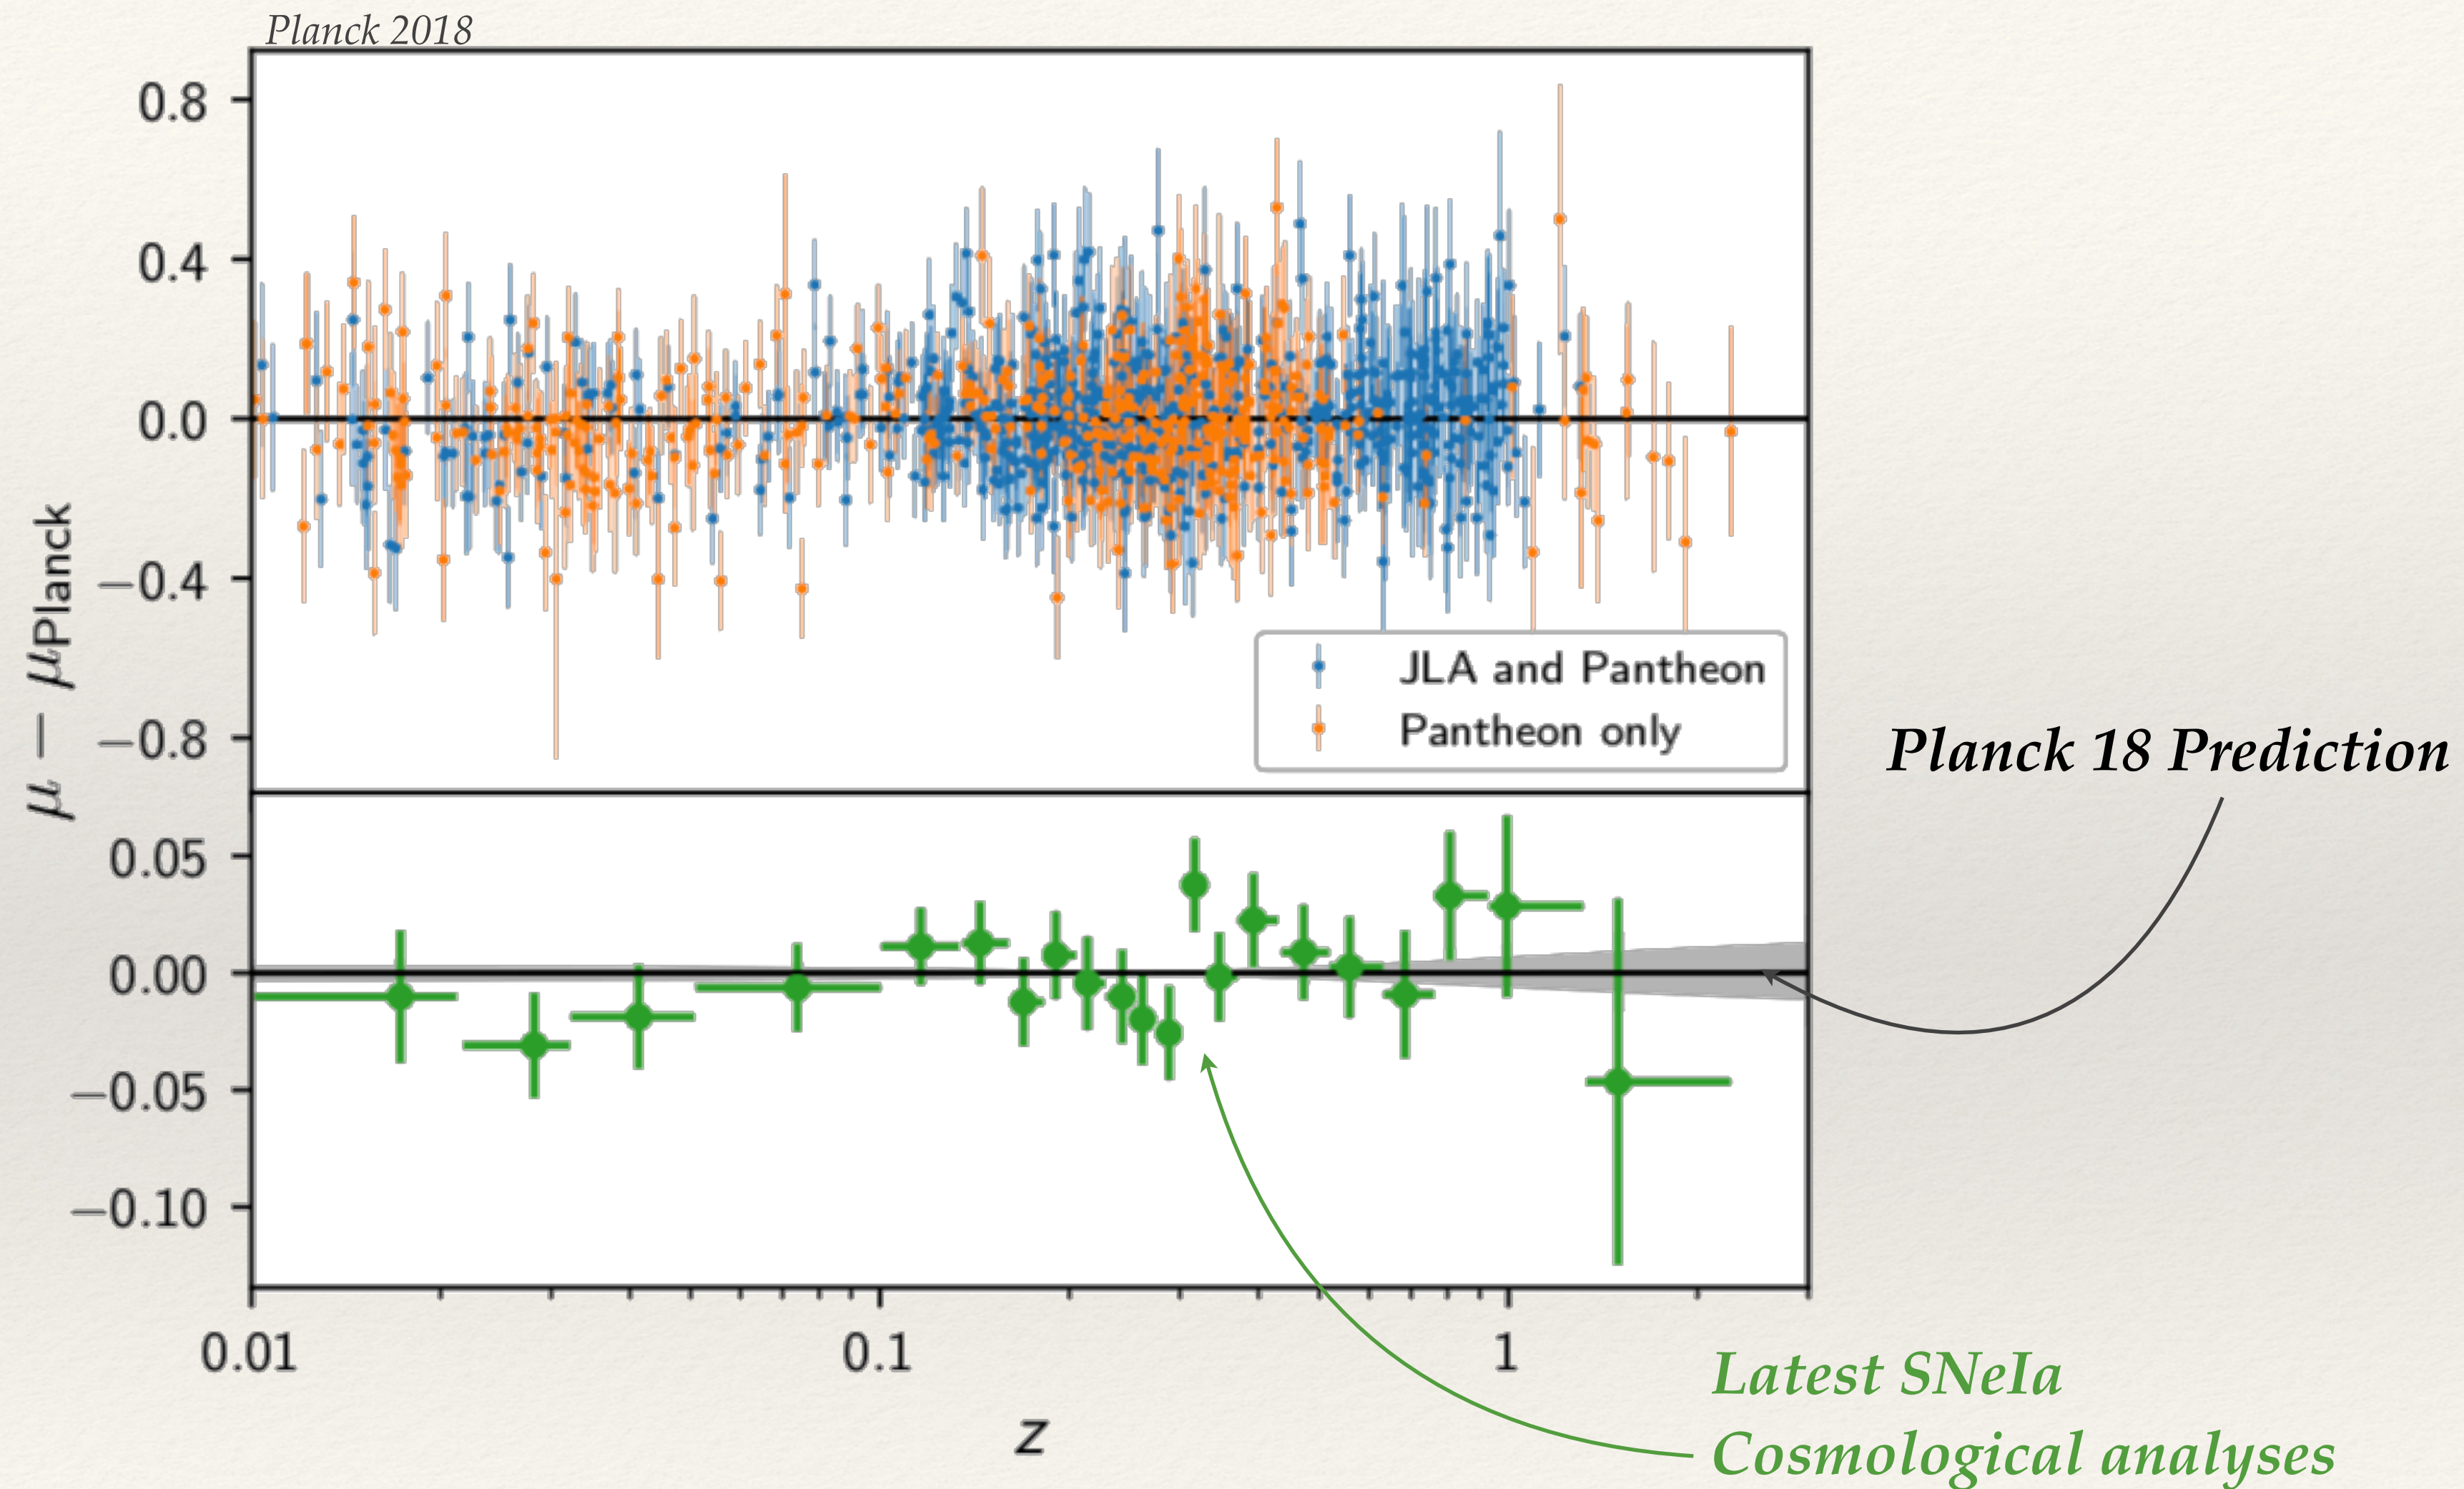 Planck 2018
0.8
0.4
0.0
−0.4
−0.8
μ − μPlanck
JLA and Pantheon
Pantheon only
Planck 18 Prediction
0.05
0.00
−0.05
−0.10
0.01
0.1
1
z
Latest SNeIa
Cosmological analyses